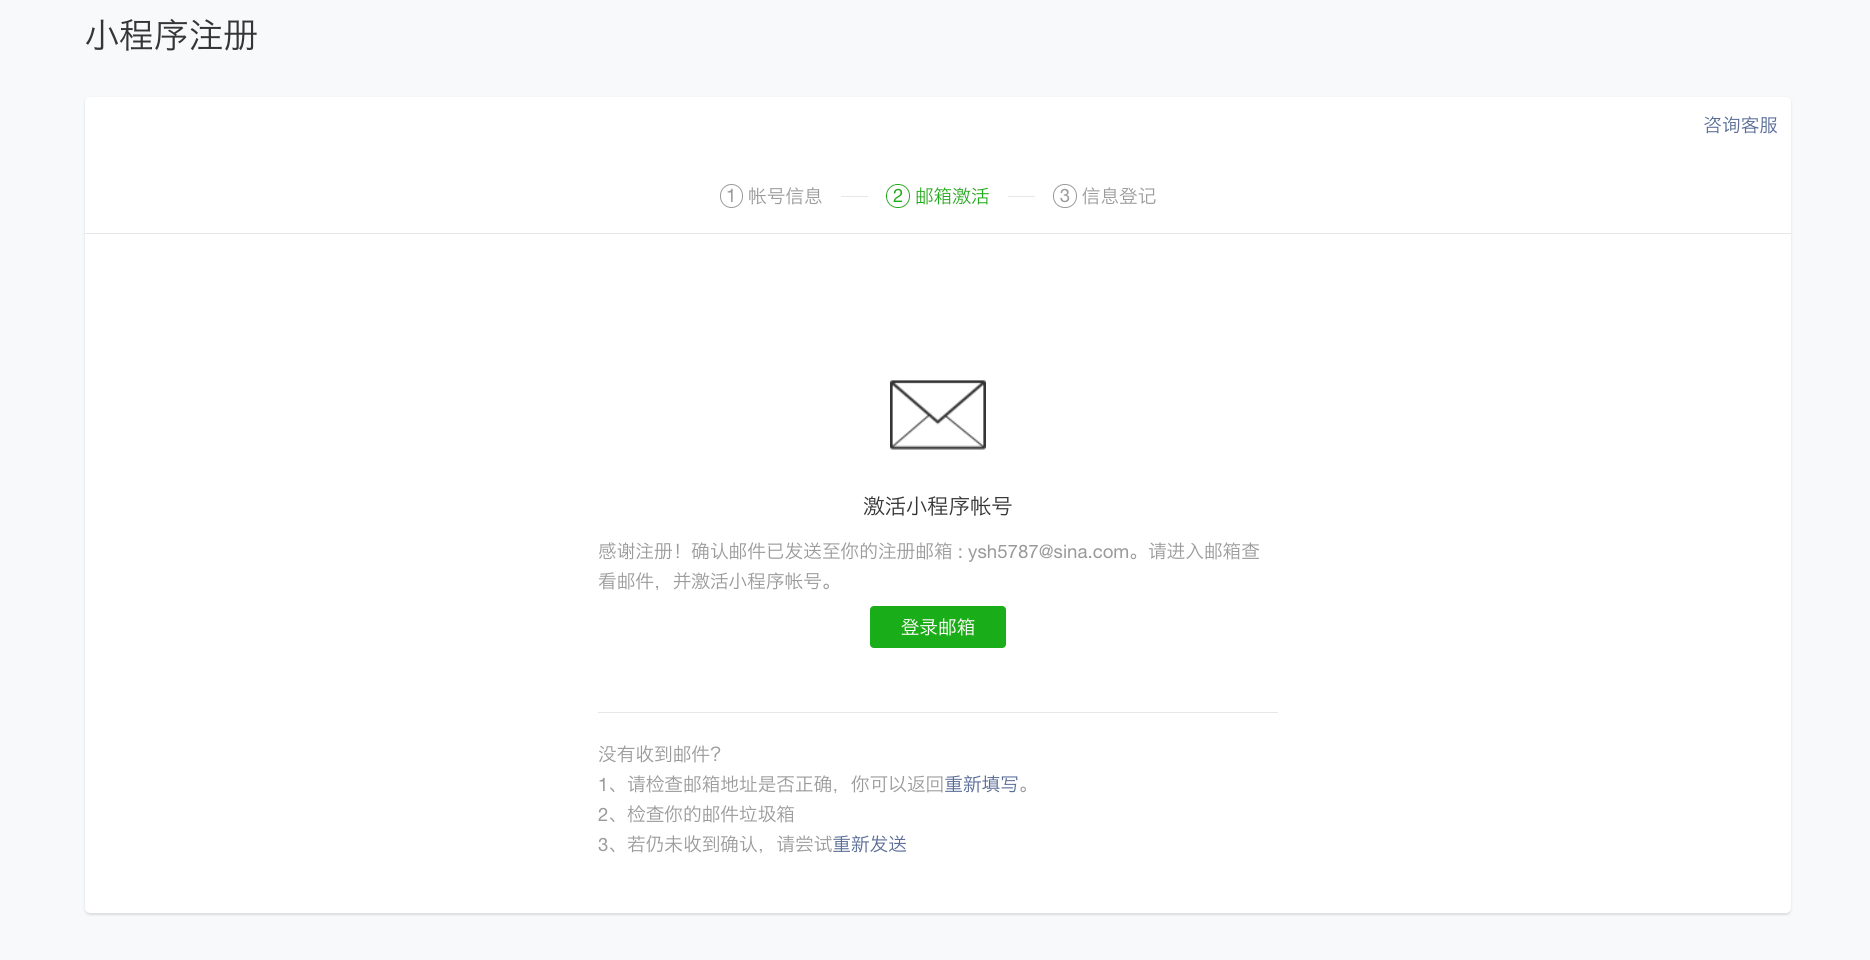 小程序注册
咨询客服
1 帐号信息 2 邮箱激活 3 信息登记
激活小程序帐号
感谢注册！确认邮件已发送至你的注册邮箱 : ysh5787@sina.com。请进入邮箱查
看邮件，并激活小程序帐号。
登录邮箱
没有收到邮件？
1、请检查邮箱地址是否正确，你可以返回重新填写。
2、检查你的邮件垃圾箱
3、若仍未收到确认，请尝试重新发送